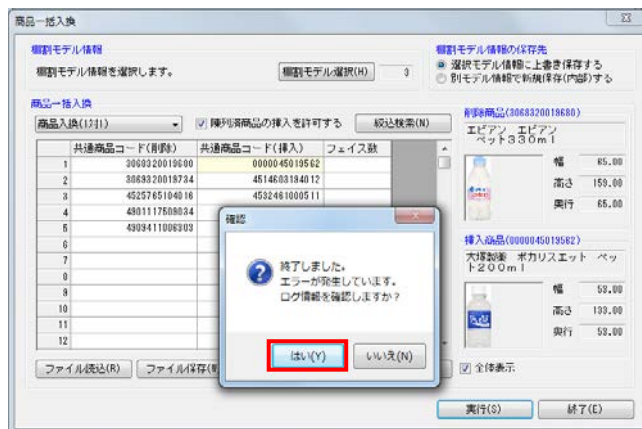 商品一括入換
棚割モデル情報
棚割モデル情報を選択します。
棚割モデル選択(H)
3
棚割モデル情報の保存先
選択モデル情報に上書き保存する
別モデル情報で新規保存(内部)する
商品一括入換
商品入換(1対1)
陳列済商品の挿入を許可する
絞込検索(N)
共通商品コード(削除) 共通商品コード(挿入) フェイス数
1 3068320019680 0000045019562
2 3068320018734 4514603184012
3 4525765104016 4532461000511
4 4901117509034
5 4909411006303
6
7
8
9
10
11
12
削除商品(3068320019680)
エビアン エビアン
ペット330ml
幅 65.00
高さ 159.00
奥行 65.00
挿入商品(0000045019562)
大塚製薬 ポカリスエット ペッ
ト200ml
幅 53.00
高さ 133.00
奥行 53.00
確認
終了しました。
エラーが発生しています。
ログ情報を確認しますか?
はい(Y)
いいえ(N)
ファイル読込(R)
ファイル保存(
全体表示
実行(S)
終了(E)